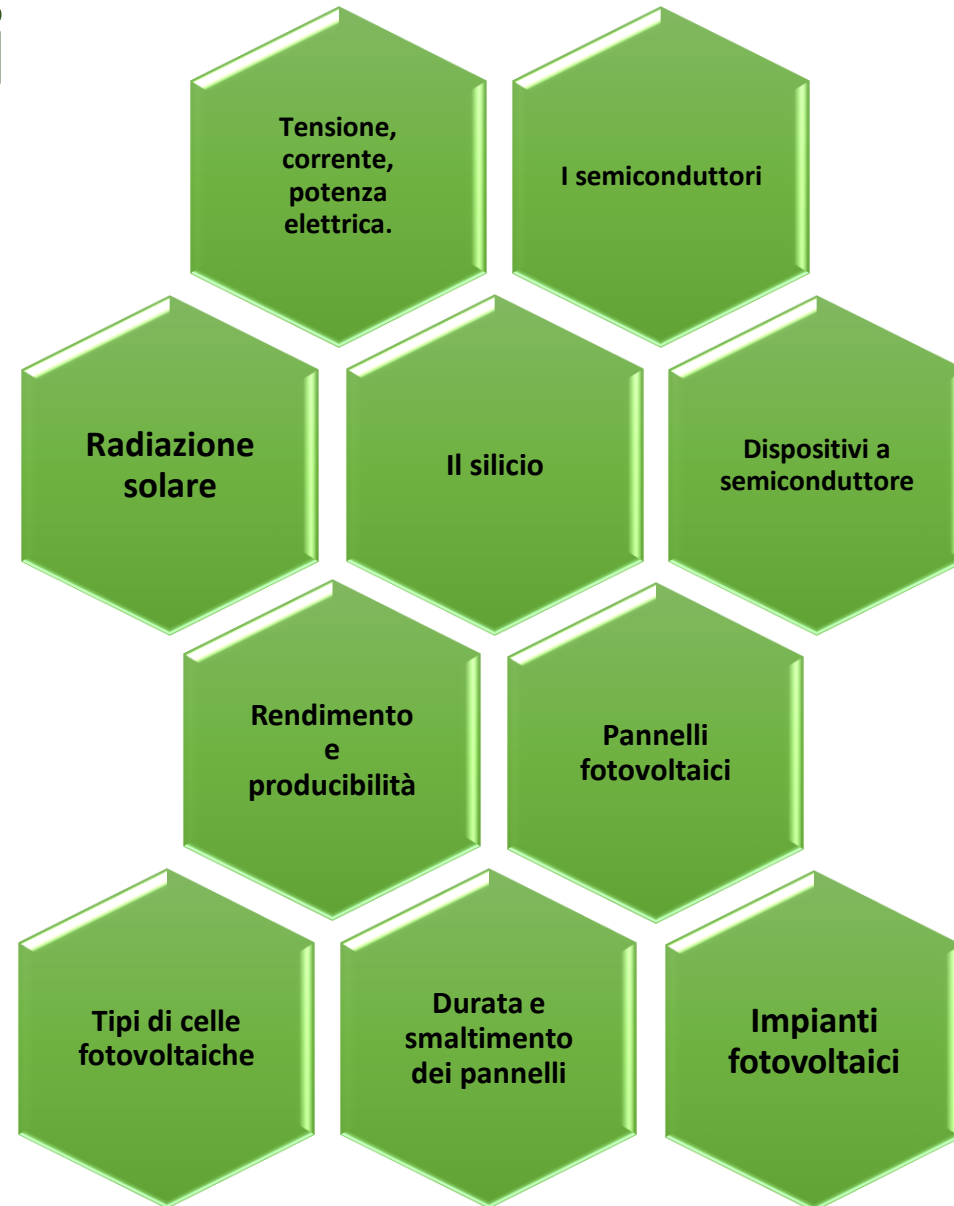 Tensione,
corrente,
potenza
elettrica.
I semiconduttori
Radiazione
solare
Il silicio
Dispositivi a
semiconduttore
Rendimento
e
producibilità
Pannelli
fotovoltaici
Tipi di celle
fotovoltaiche
Durata e
smaltimento
dei pannelli
Impianti
fotovoltaici